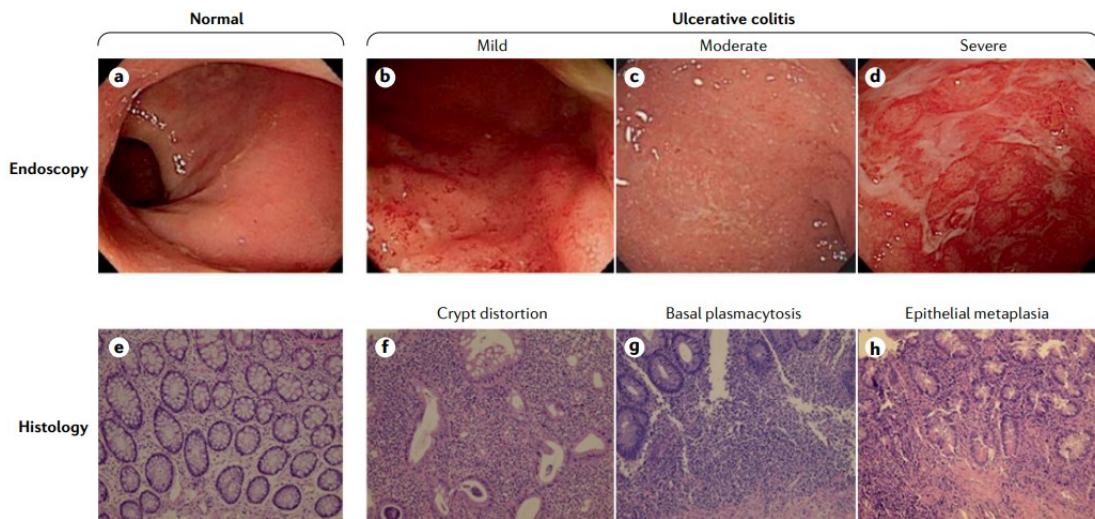 Normal
Ulcerative colitis
Mild
Moderate
Severe
Endoscopy
a
b
c
d
Crypt distortion
Basal plasmacytosis
Epithelial metaplasia
Histology
e
f
g
h